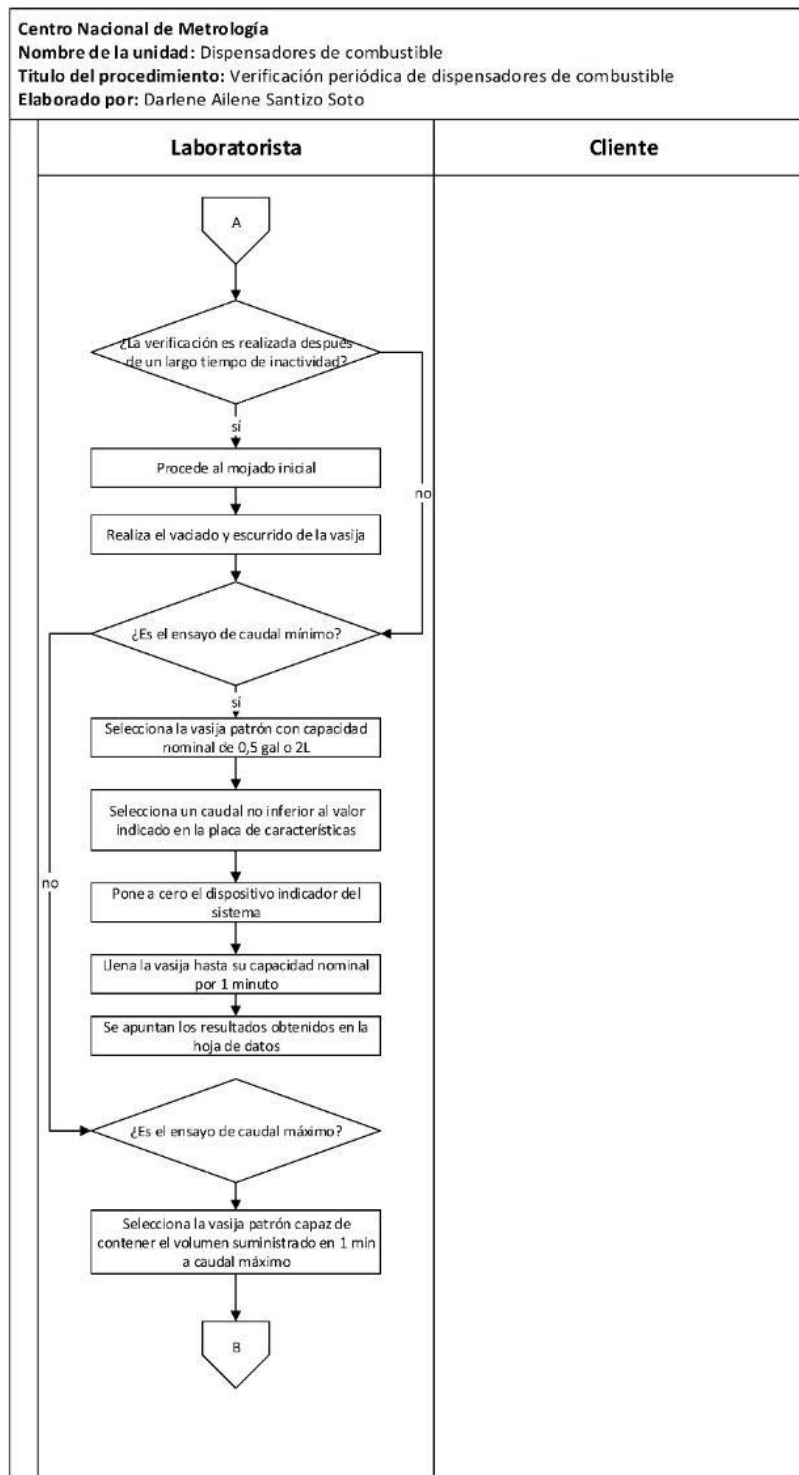 Centro Nacional de Metrología
Nombre de la unidad: Dispensadores de combustible
Titulo del procedimiento: Verificación periódica de dispensadores de combustible
Elaborado por: Darlene Ailene Santizo Soto
Laboratorista
Cliente
A
¿La verificación es realizada después
de un largo tiempo de inactividad?
sí
Procede al mojado inicial
no
Realiza el vaciado y escurrido de la vasija
¿Es el ensayo de caudal mínimo?
sí
Selecciona la vasija patrón con capacidad
nominal de 0,5 gal o 2L
Selecciona un caudal no inferior al valor
indicado en la placa de características
no
Pone a cero el dispositivo indicador del
sistema
Llena la vasija hasta su capacidad nominal
por 1 minuto
Se apuntan los resultados obtenidos en la
hoja de datos
¿Es el ensayo de caudal máximo?
Selecciona la vasija patrón capaz de
contener el volumen suministrado en 1 min
a caudal máximo
B